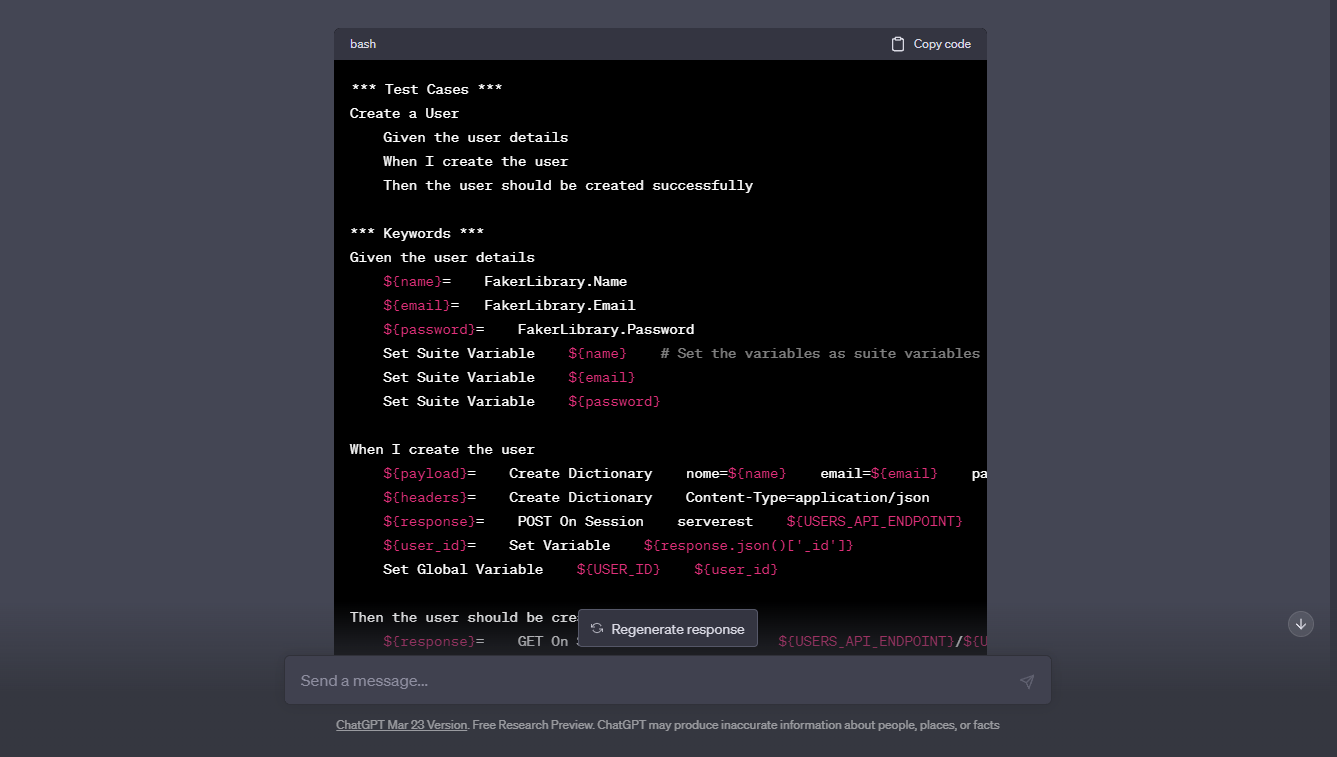 bash
Copy code
*** Test Cases ***
Create a User
    Given the user details
    When I create the user
    Then the user should be created successfully
*** Keywords ***
Given the user details
    ${name}=    FakerLibrary.Name
    ${email}=   FakerLibrary.Email
    ${password}=    FakerLibrary.Password
    Set Suite Variable    ${name}    # Set the variables as suite variables
    Set Suite Variable    ${email}
    Set Suite Variable    ${password}
When I create the user
    ${payload}=    Create Dictionary    nome=${name}    email=${email}    pa
    ${headers}=    Create Dictionary    Content-Type=application/json
    ${response}=    POST On Session    serverest    ${USERS_API_ENDPOINT}
    ${user_id}=    Set Variable    ${response.json()['_id']}
    Set Global Variable    ${USER_ID}    ${user_id}
Then the user should be cre
Regenerate response
    ${response}=    GET On    ${USERS_API_ENDPOINT}/${U
Send a message...
ChatGPT Mar 23 Version. Free Research Preview. ChatGPT may produce inaccurate information about people, places, or facts